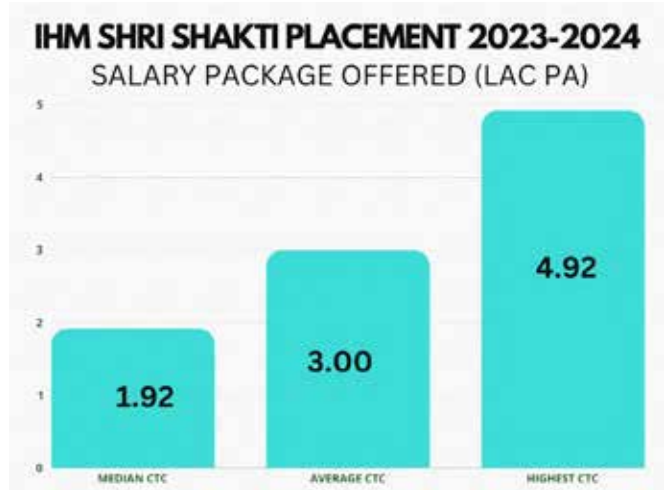 IHM SHRI SHAKTI PLACEMENT 2023-2024
SALARY PACKAGE OFFERED (LAC PA)
5
4
3
2
1
0
1.92
3.00
4.92
MEDIAN CTC
AVERAGE CTC
HIGHEST CTC